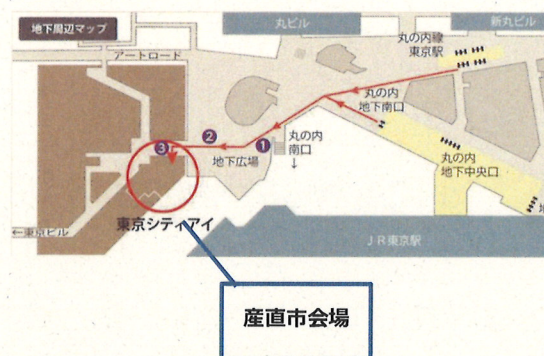 地下周辺マップ
丸ビル
新丸ビル
アートロード
丸の内線
東京駅
丸の内
地下南口
③
②
①
丸の内
南口
↓
地下広場
丸の内
地下中央口
東京シティアイ
←東京ビル
JR東京駅
産直市会場